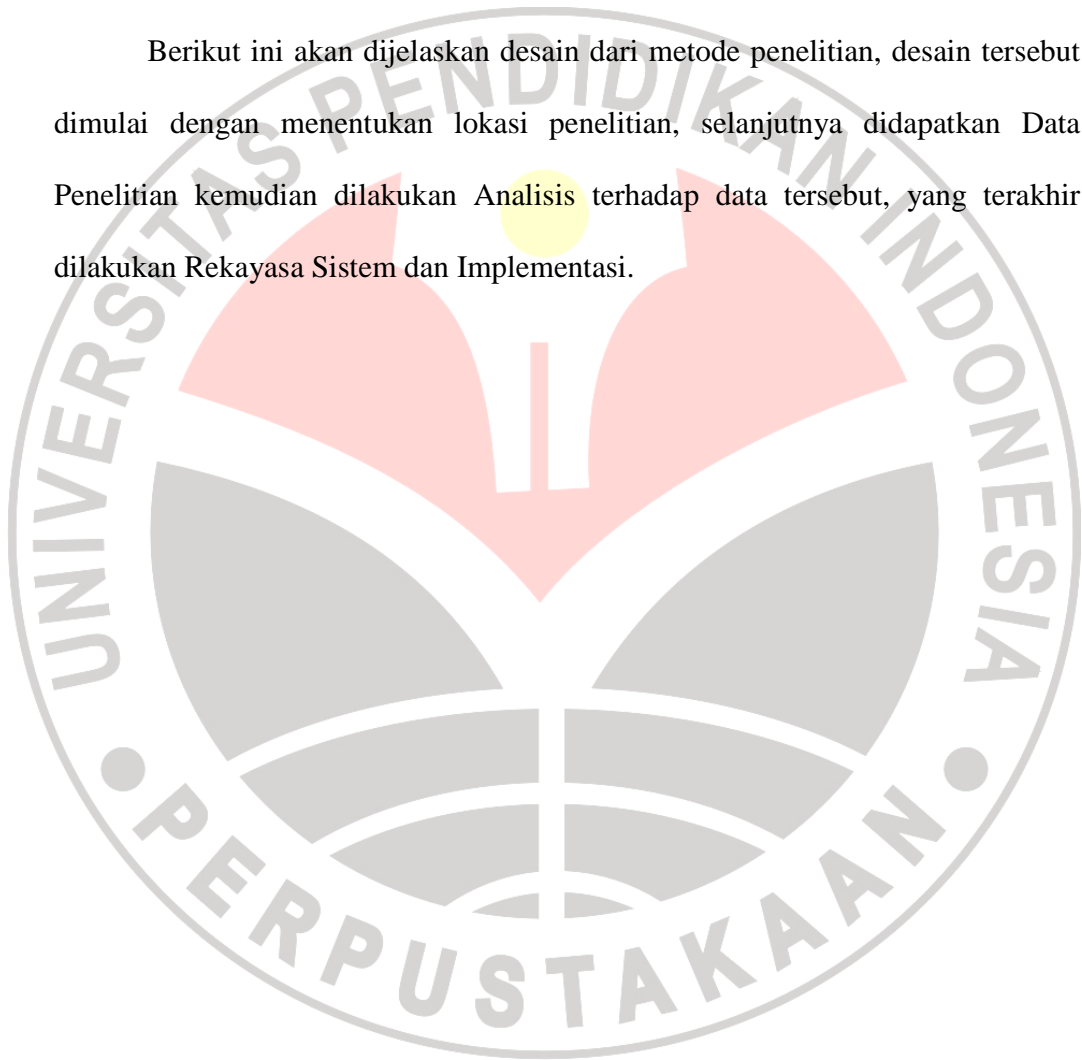 Berikut ini akan dijelaskan desain dari metode penelitian, desain tersebut
dimulai dengan menentukan lokasi penelitian, selanjutnya didapatkan Data
Penelitian kemudian dilakukan Analisis terhadap data tersebut, yang terakhir
dilakukan Rekayasa Sistem dan Implementasi.
UNIVERSITAS PENDIDIKAN INDONESIA
PERPUSTAKAAN